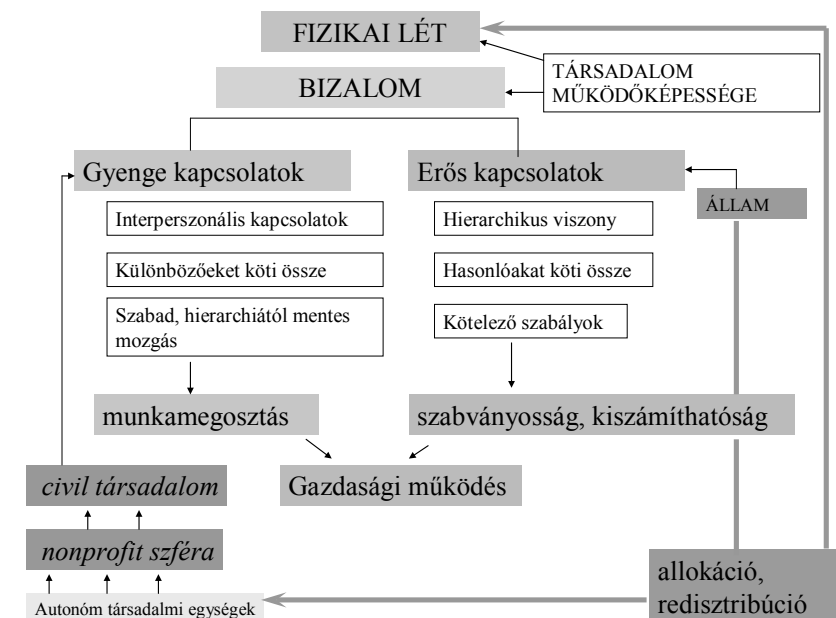 FIZIKAI LÉT
BIZALOM
TÁRSADALOM
MŰKÖDŐKÉPESSÉGE
Gyenge kapcsolatok
Erős kapcsolatok
ÁLLAM
Interperszonális kapcsolatok
Hierarchikus viszony
Különbözőeket köti össze
Hasonlóakat köti össze
Szabad, hierarchiától mentes
mozgás
Kötelező szabályok
munkamegosztás
szabványosság, kiszámíthatóság
civil társadalom
Gazdasági működés
nonprofit szféra
allokáció,
redisztribúció
Autonóm társadalmi egységek